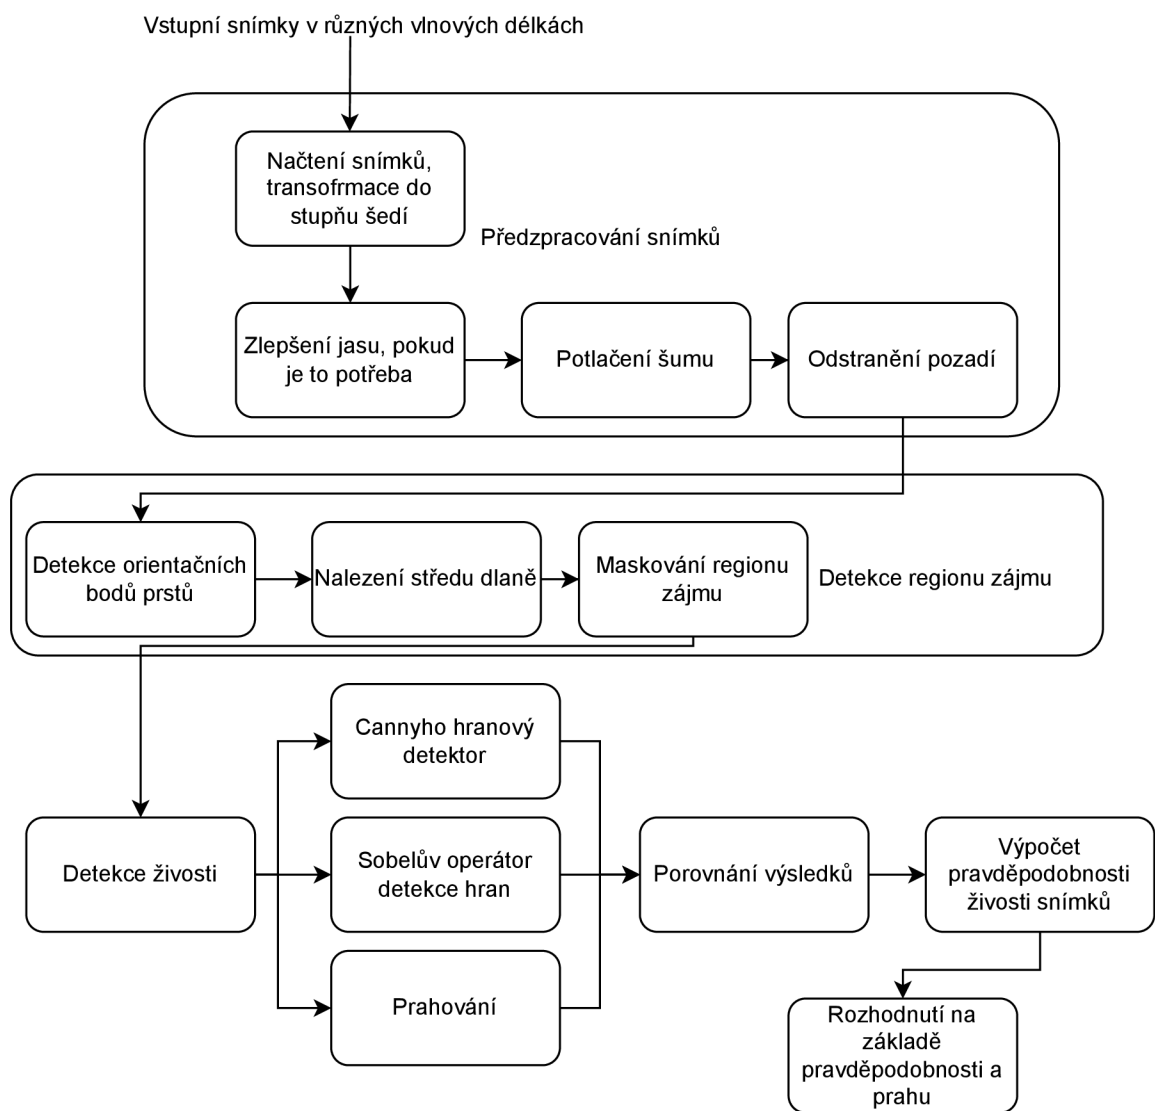 Vstupní snímky v různých vlnových délkách
Načtení snímků,
transofrmace do
stupňu šedí
Předzpracování snímků
Zlepšení jasu, pokud
je to potřeba
Potlačení šumu
Odstranění pozadí
Detekce orientačních
bodů prstů
Nalezení středu dlaně
Maskování regionu
zájmu
Detekce regionu zájmu
Cannyho hranový
detektor
Detekce živosti
Sobelův operátor
detekce hran
Prahování
Porovnání výsledků
Výpočet
pravděpodobnosti
živosti snímků
Rozhodnutí na
základě
pravděpodobnosti a
prahu